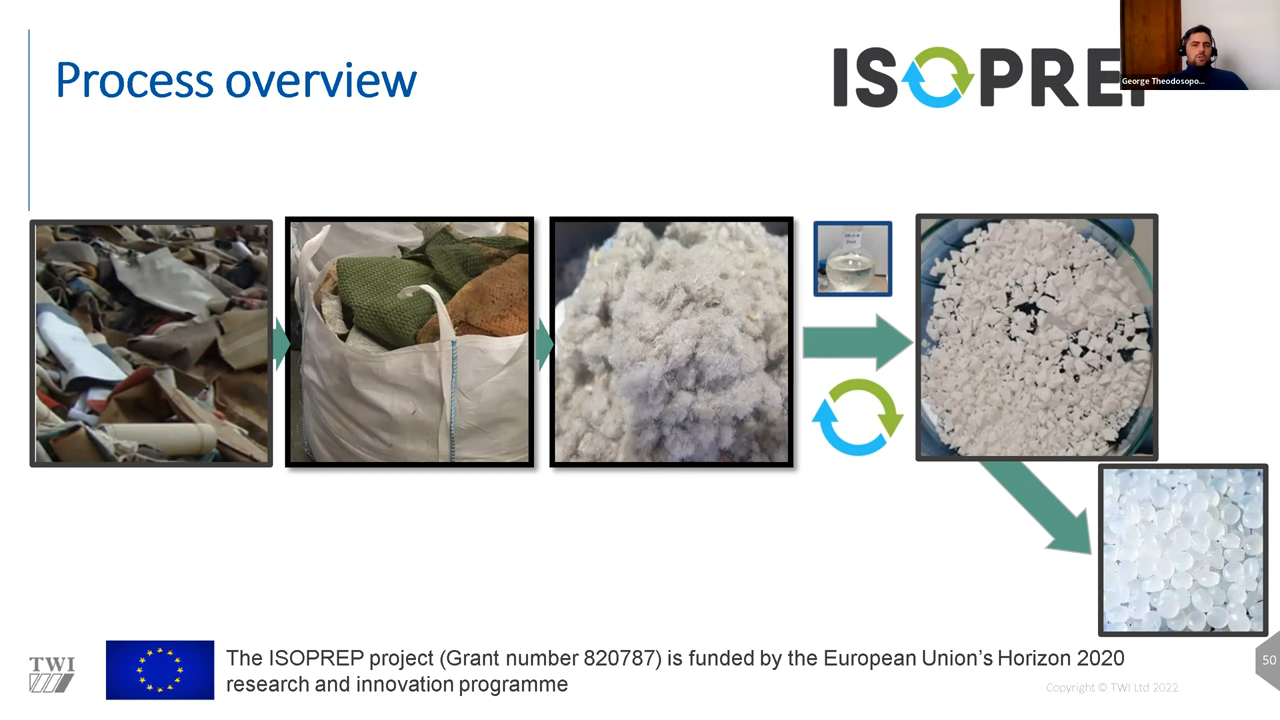 Process overview
ISOPREP
George Theodosopo...
TWI
The ISOPREP project (Grant number 820787) is funded by the European Union's Horizon 2020
research and innovation programme
50
Copyright © TWI Ltd 2022